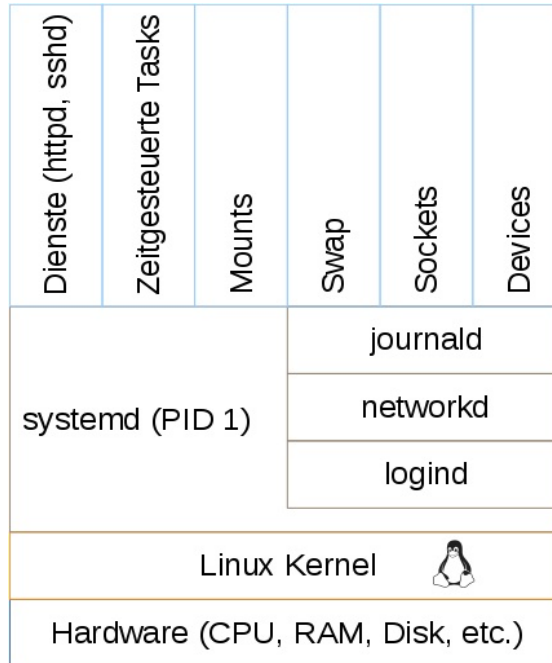 Dienste (httpd, sshd)
Zeitgesteuerte Tasks
Mounts
Swap
Sockets
Devices
journald
networkd
logind
systemd (PID 1)
Linux Kernel
Hardware (CPU, RAM, Disk, etc.)